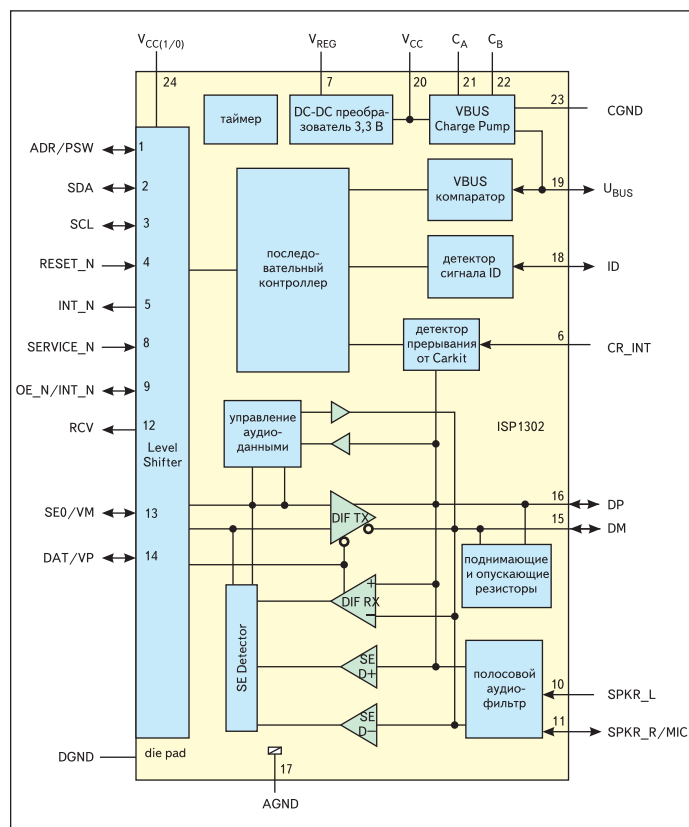 V_CC(1/0) V_REG V_CC C_A C_B
24 7 20 21 22
таймер
DC-DC преобра-
зователь 3,3 В
VBUS
Charge Pump
23 CGND
ADR/PSW 1
SDA 2
SCL 3
RESET_N 4
INT_N 5
SERVICE_N 8
OE_N/INT_N 9
RCV 12
Level
Shifter
SE0/VM 13
DAT/VP 14
последо-
вательный
контроллер
VBUS
компаратор
19 U_BUS
детектор
сигнала ID
18 ID
детектор
прерывания
от Carkit
6 CR_INT
управление
аудио-
данными
ISP1302
DIF TX
16 DP
15 DM
поднимающие
и опускающие
резисторы
+
DIF RX
–
SE Detector
SE
D+
SE
D–
полосовой
аудио-
фильтр
10 SPKR_L
11 SPKR_R/MIC
DGND die pad
17
AGND